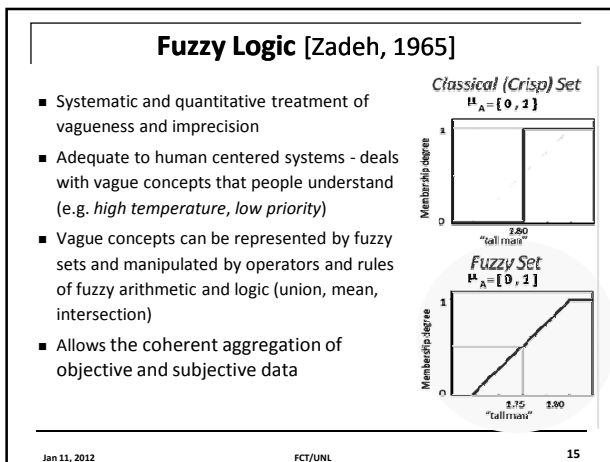 Fuzzy Logic [Zadeh, 1965]
■ Systematic and quantitative treatment of
vagueness and imprecision
■ Adequate to human centered systems - deals
with vague concepts that people understand
(e.g. high temperature, low priority)
■ Vague concepts can be represented by fuzzy
sets and manipulated by operators and rules
of fuzzy arithmetic and logic (union, mean,
intersection)
■ Allows the coherent aggregation of
objective and subjective data
Classical (Crisp) Set
μA={0,1}
Membership degree
1
0
1.80
"tall man"
Fuzzy Set
μA=[0,1]
Membership degree
1
0
1.75 1.90
"tall man"
Jan 11, 2012 FCT/UNL 15